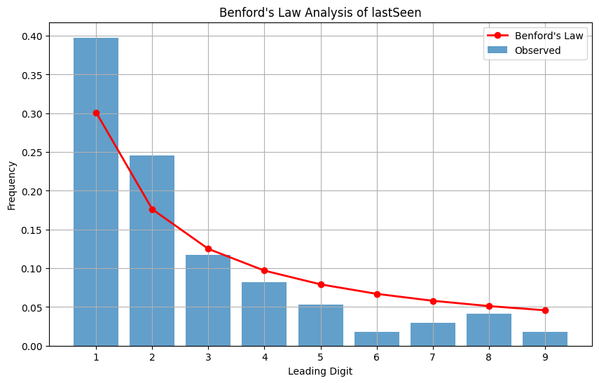 Benford's Law Analysis of lastSeen
Benford's Law
Observed
Frequency
0.40
0.35
0.30
0.25
0.20
0.15
0.10
0.05
0.00
1 2 3 4 5 6 7 8 9
Leading Digit